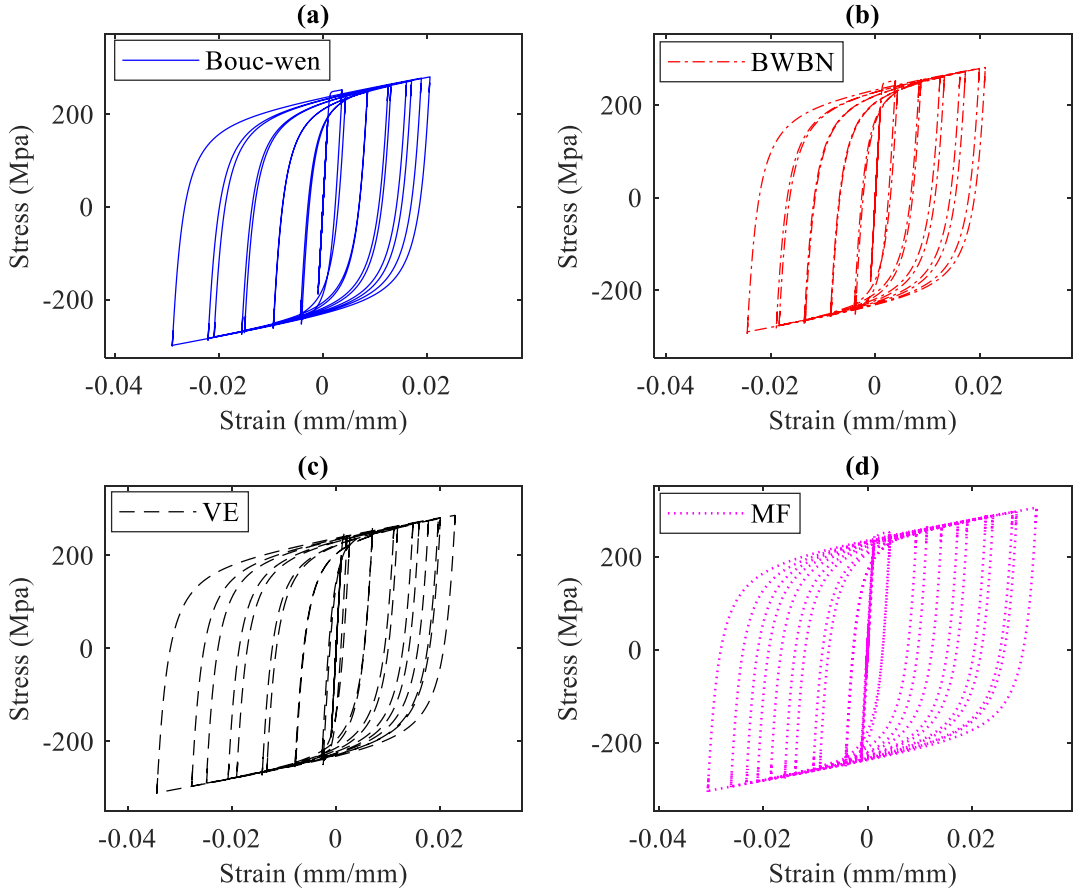 (a)
Bouc-wen
200
0
-200
Stress (Mpa)
-0.04 -0.02 0 0.02
Strain (mm/mm)
(b)
BWBN
200
0
-200
Stress (Mpa)
-0.04 -0.02 0 0.02
Strain (mm/mm)
(c)
VE
200
0
-200
Stress (Mpa)
-0.04 -0.02 0 0.02
Strain (mm/mm)
(d)
MF
200
0
-200
Stress (Mpa)
-0.04 -0.02 0 0.02
Strain (mm/mm)